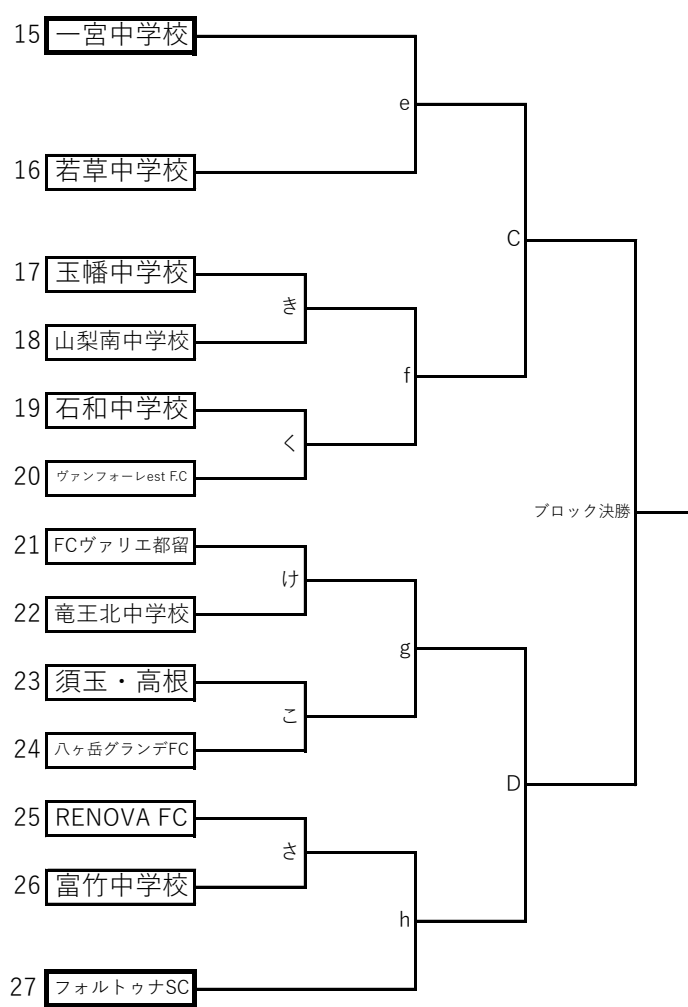 15 一宮中学校
e
16 若草中学校
C
17 玉幡中学校
き
18 山梨南中学校
f
19 石和中学校
く
20 ヴァンフォーレest F.C
ブロック決勝
21 FCヴァリエ都留
け
22 竜王北中学校
g
23 須玉・高根
こ
24 八ヶ岳グランデFC
D
25 RENOVA FC
さ
26 富竹中学校
h
27 フォルトゥナSC